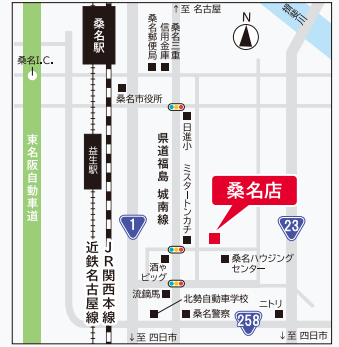 ↑至 名古屋
桑名三重
信用金庫
桑名
郵便局
N
桑名駅
桑名I.C.
桑名市役所
日進小
益生駅
東名阪自動車道
県道福島 城南線
ミスタートンカチ
桑名店
1
23
近鉄名古屋線
JR関西本線
酒や
ビッグ
桑名ハウジング
センター
流鏑馬
北勢自動車学校
桑名警察
ニトリ
258
↓至 四日市
↓至 四日市